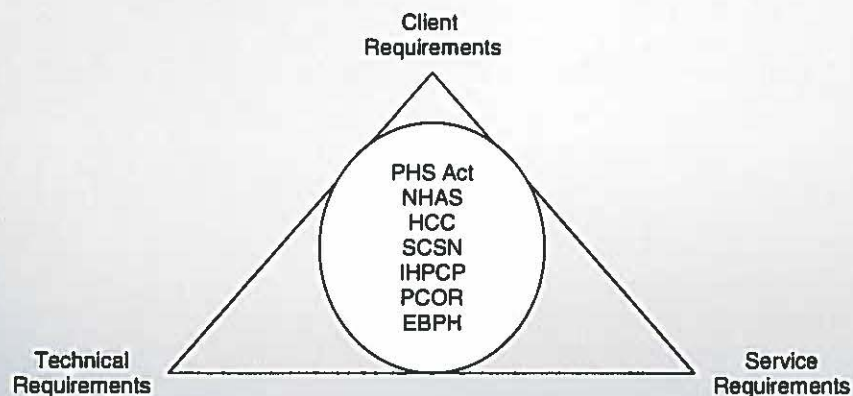 Client
Requirements
PHS Act
NHAS
HCC
SCSN
IHPCP
PCOR
EBPH
Technical
Requirements
Service
Requirements